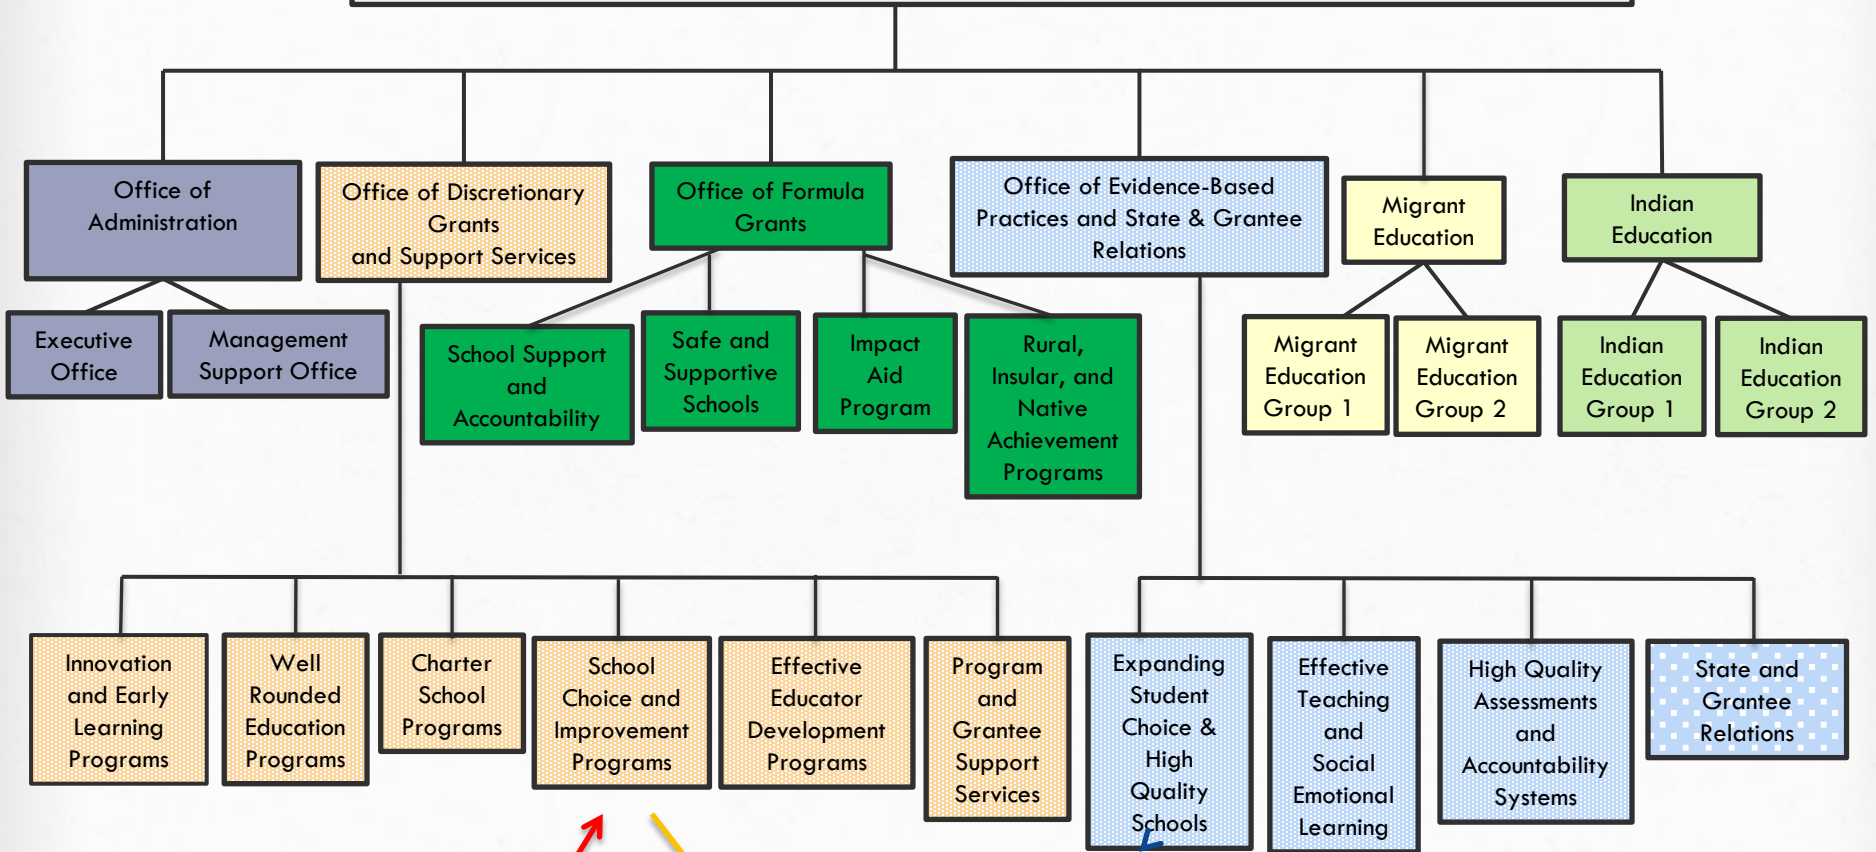 Office of
Administration
Office of Discretionary
Grants
and Support Services
Office of Formula
Grants
Office of Evidence-Based
Practices and State & Grantee
Relations
Migrant
Education
Indian
Education
Executive
Office
Management
Support Office
School Support
and
Accountability
Safe and
Supportive
Schools
Impact
Aid
Program
Rural,
Insular, and
Native
Achievement
Programs
Migrant
Education
Group 1
Migrant
Education
Group 2
Indian
Education
Group 1
Indian
Education
Group 2
Innovation
and Early
Learning
Programs
Well
Rounded
Education
Programs
Charter
School
Programs
School
Choice and
Improvement
Programs
Effective
Educator
Development
Programs
Program
and
Grantee
Support
Services
Expanding
Student
Choice &
High
Quality
Schools
Effective
Teaching
and
Social
Emotional
Learning
High Quality
Assessments
and
Accountability
Systems
State and
Grantee
Relations